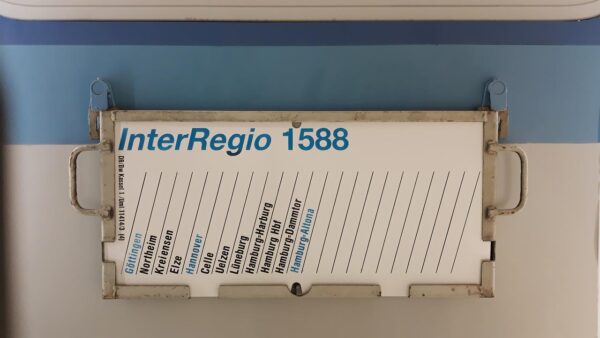 InterRegio 1588
Göttingen
Northeim
Kreiensen
Elze
Hannover
Celle
Uelzen
Lüneburg
Hamburg-Harburg
Hamburg Hbf
Hamburg-Dammtor
Hamburg-Altona